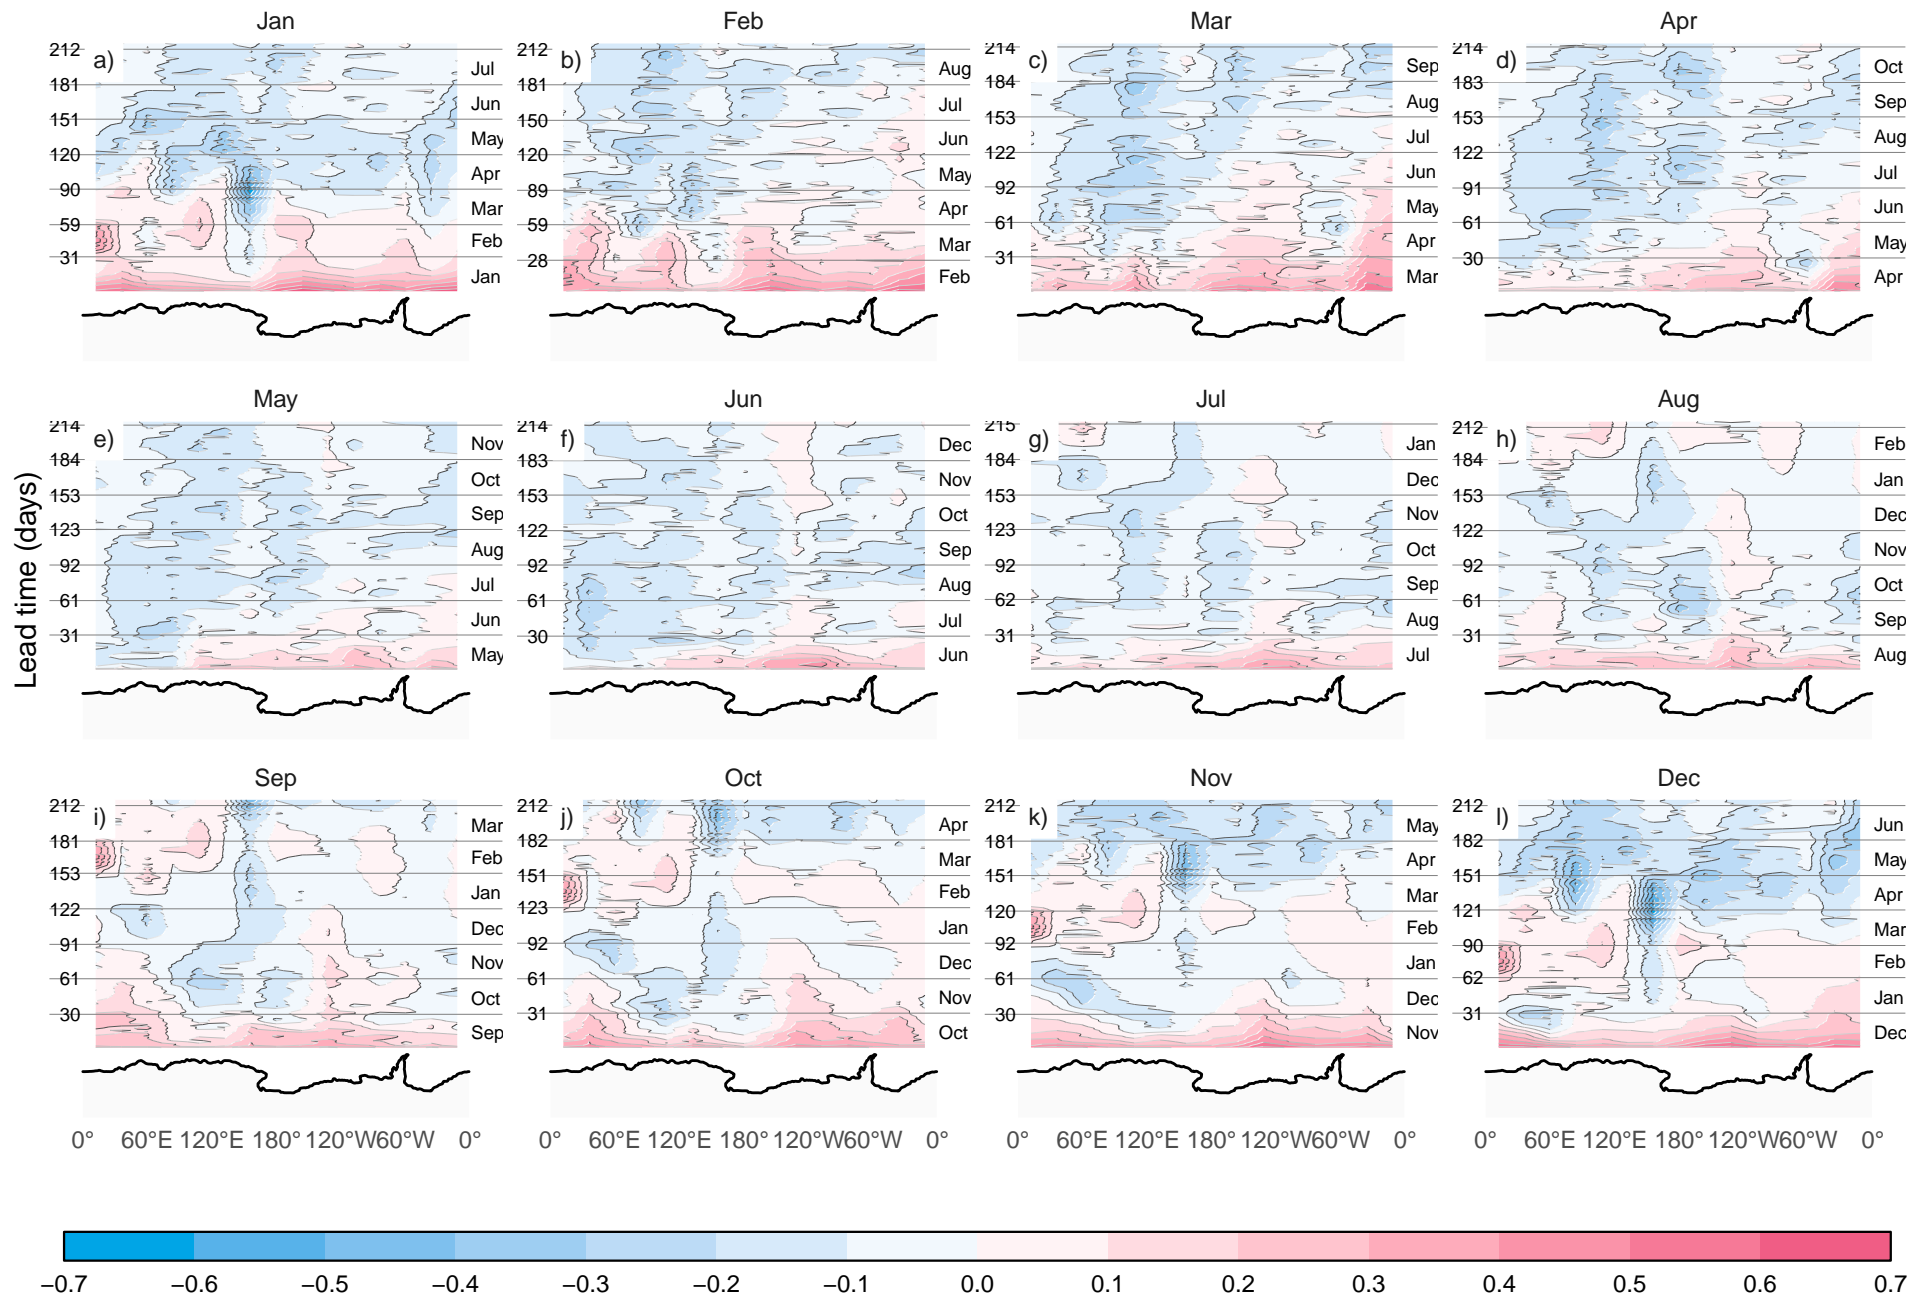 Jan Feb Mar Apr
a) 212 181 151 120 90 59 31 Jul Jun May Apr Mar Feb Jan
b) 212 181 150 120 89 59 28 Aug Jul Jun May Apr Mar Feb
c) 214 184 153 122 92 61 31 Sep Aug Jul Jun May Apr Mar
d) 214 183 153 122 91 61 30 Oct Sep Aug Jul Jun May Apr
May Jun Jul Aug
Lead time (days)
e) 214 184 153 123 92 61 31 Nov Oct Sep Aug Jul Jun May
f) 214 183 153 122 92 61 30 Dec Nov Oct Sep Aug Jul Jun
g) 215 184 153 123 92 62 31 Jan Dec Nov Oct Sep Aug Jul
h) 212 184 153 122 92 61 31 Feb Jan Dec Nov Oct Sep Aug
Sep Oct Nov Dec
i) 212 181 153 122 91 61 30 Mar Feb Jan Dec Nov Oct Sep
j) 212 182 151 123 92 61 31 Apr Mar Feb Jan Dec Nov Oct
k) 212 181 151 120 92 61 30 May Apr Mar Feb Jan Dec Nov
l) 212 182 151 121 90 62 31 Jun May Apr Mar Feb Jan Dec
0° 60°E 120°E 180° 120°W 60°W 0° 0° 60°E 120°E 180° 120°W 60°W 0° 0° 60°E 120°E 180° 120°W 60°W 0° 0° 60°E 120°E 180° 120°W 60°W 0°
−0.7 −0.6 −0.5 −0.4 −0.3 −0.2 −0.1 0.0 0.1 0.2 0.3 0.4 0.5 0.6 0.7